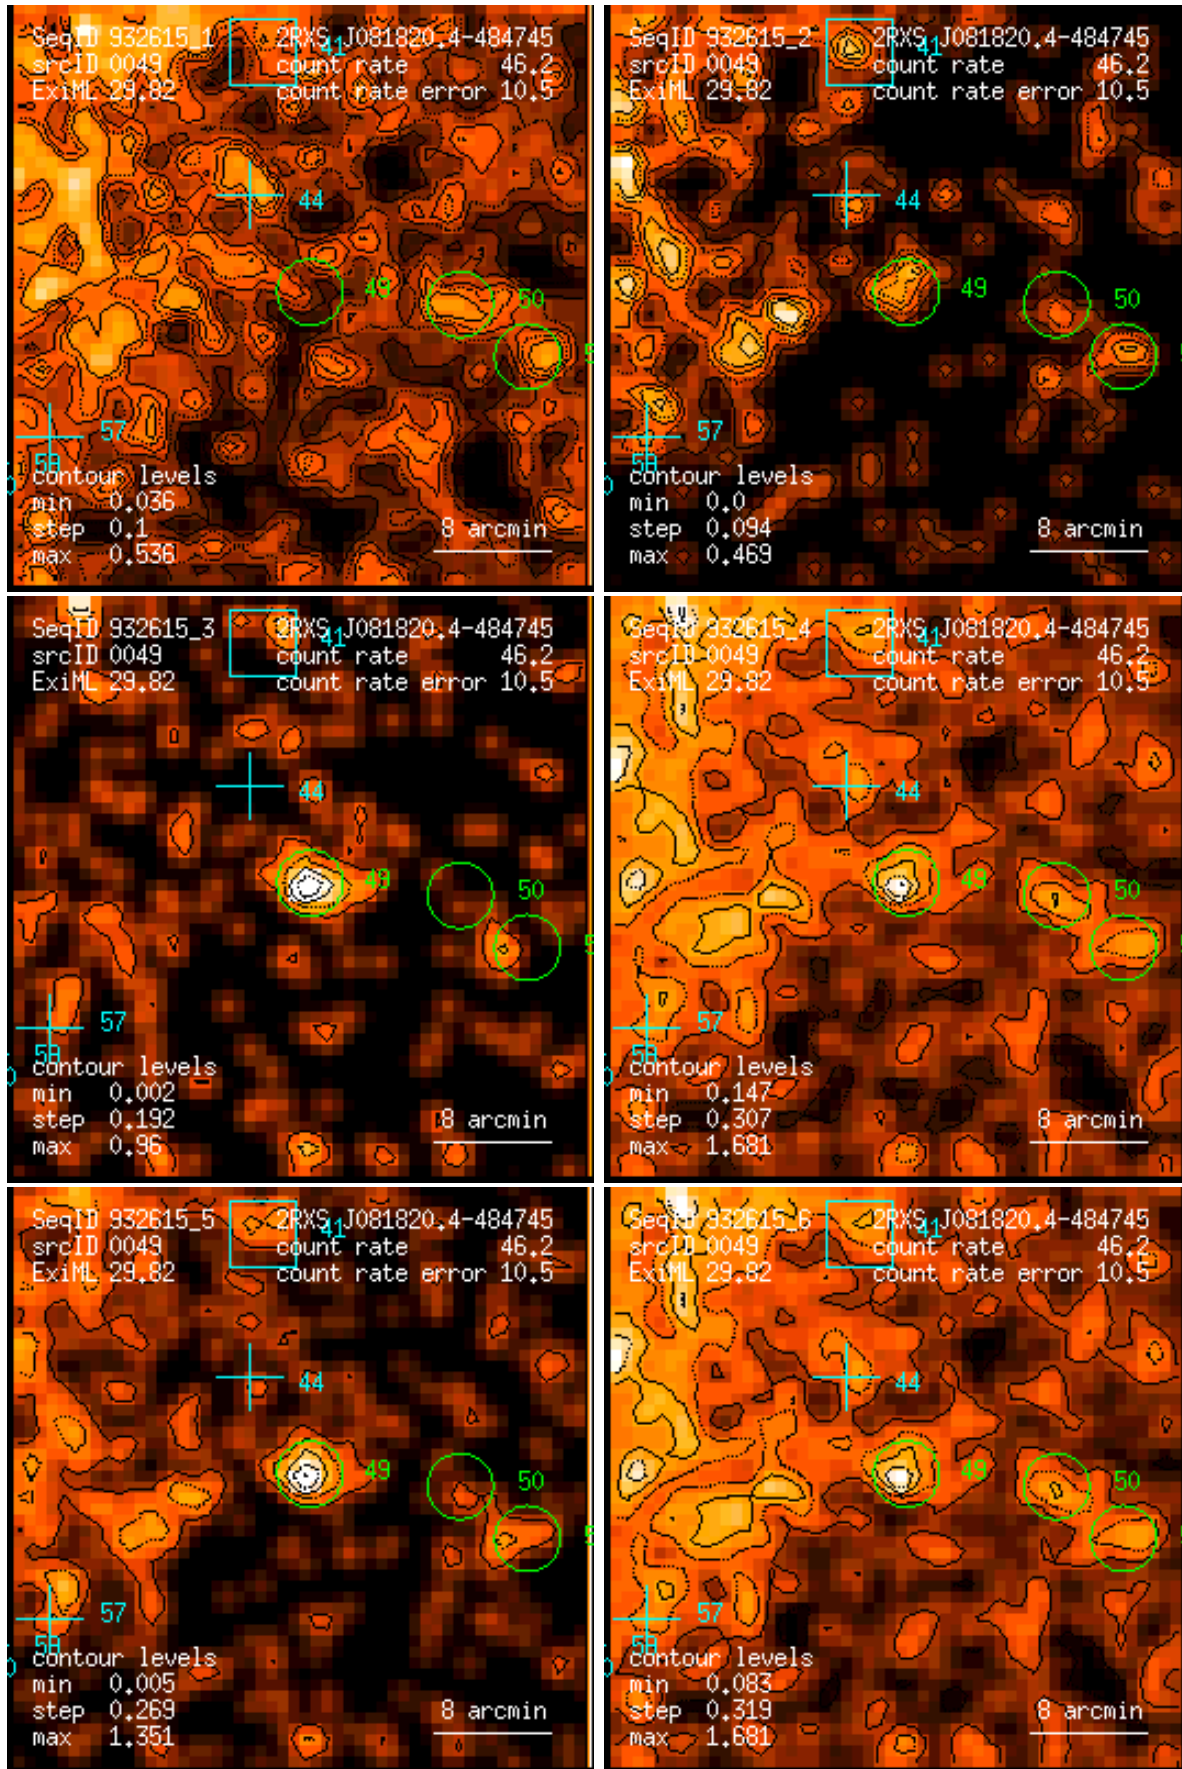 SeqID 932615_1 2RXS J081820.4-484745
41
srcID 0049 count rate 46.2
ExiML 29.82 count rate error 10.5
44
49
50
57
58
contour levels
min 0.036
step 0.1 8 arcmin
max 0.536
SeqID 932615_2 2RXS J081820.4-484745
41
srcID 0049 count rate 46.2
ExiML 29.82 count rate error 10.5
44
49
50
57
58
contour levels
min 0.0
step 0.094 8 arcmin
max 0.469
SeqID 932615_3 2RXS J081820.4-484745
41
srcID 0049 count rate 46.2
ExiML 29.82 count rate error 10.5
44
49
50
57
58
contour levels
min 0.002
step 0.192 8 arcmin
max 0.96
SeqID 932615_4 2RXS J081820.4-484745
41
srcID 0049 count rate 46.2
ExiML 29.82 count rate error 10.5
44
49
50
57
58
contour levels
min 0.147
step 0.307 8 arcmin
max 1.681
SeqID 932615_5 2RXS J081820.4-484745
41
srcID 0049 count rate 46.2
ExiML 29.82 count rate error 10.5
44
49
50
57
58
contour levels
min 0.005
step 0.269 8 arcmin
max 1.351
SeqID 932615_6 2RXS J081820.4-484745
41
srcID 0049 count rate 46.2
ExiML 29.82 count rate error 10.5
44
49
50
57
58
contour levels
min 0.083
step 0.319 8 arcmin
max 1.681